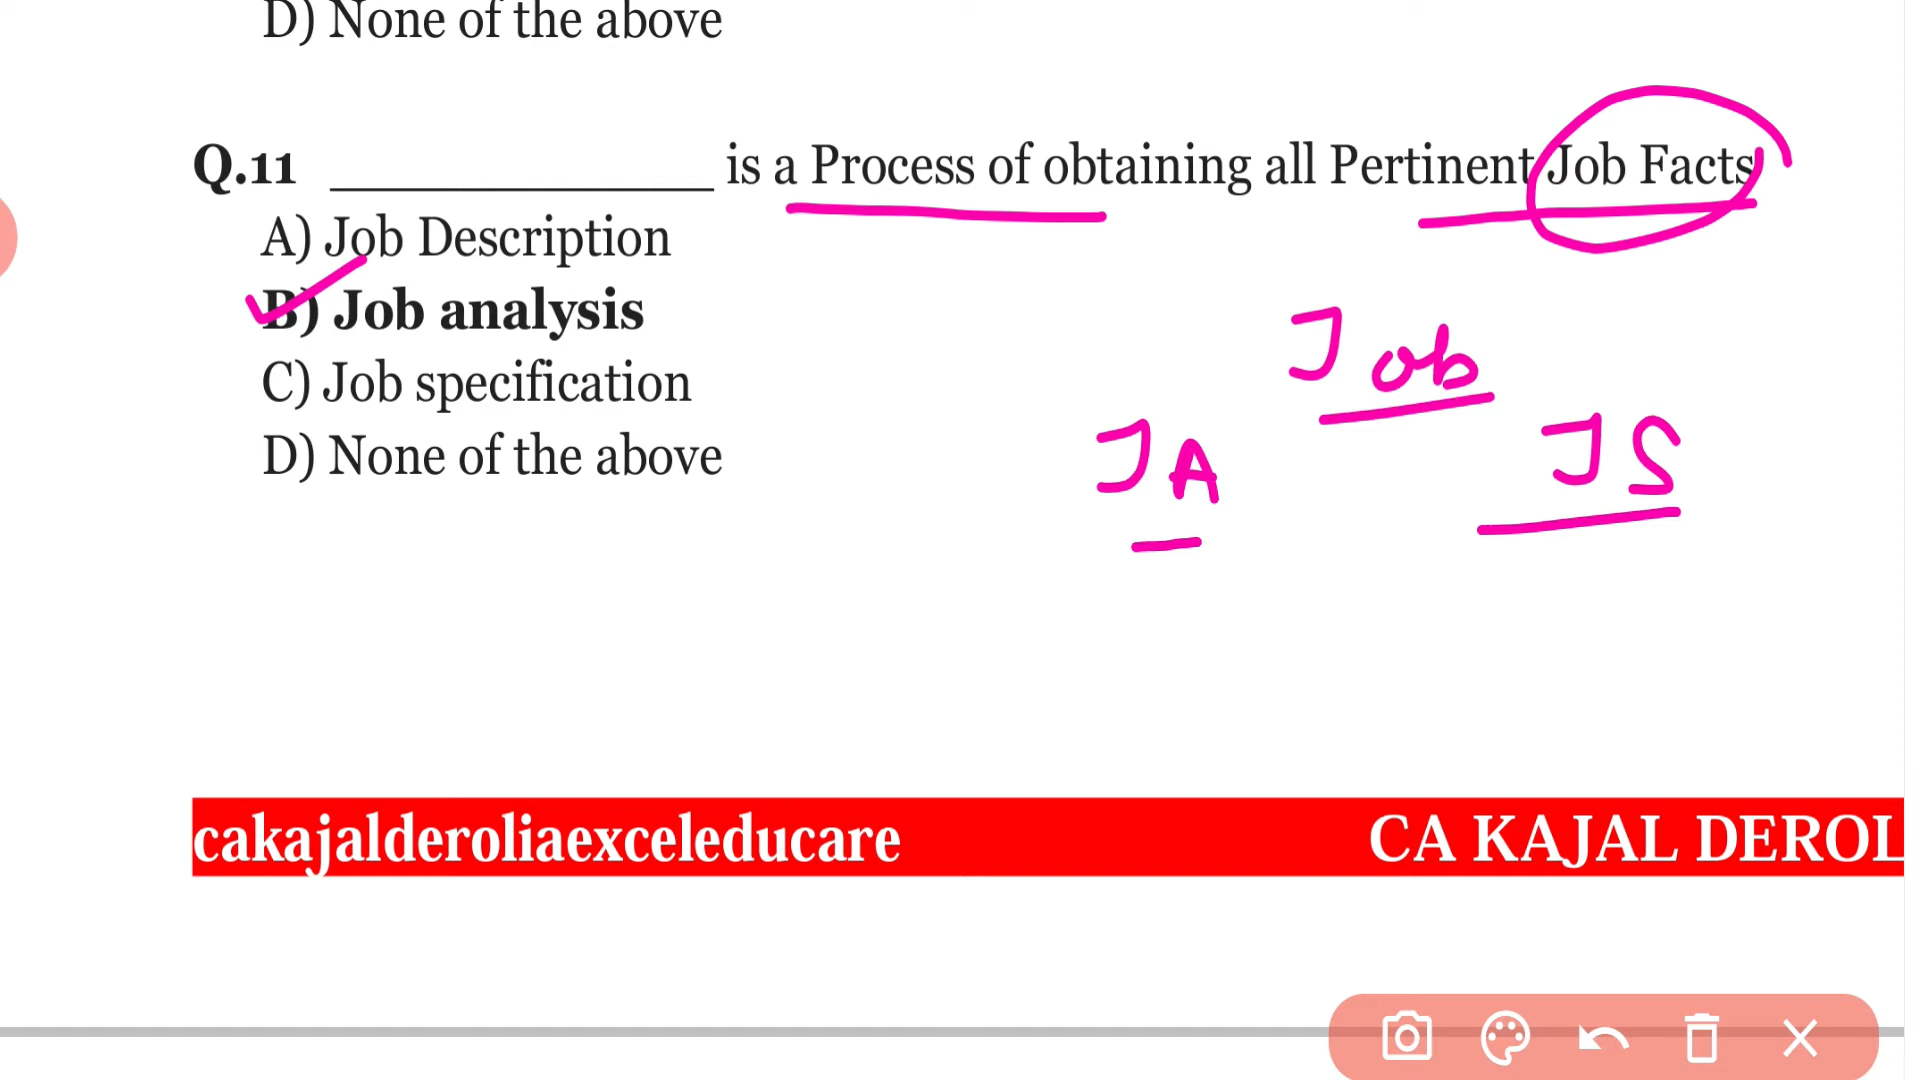 D) None of the above
Q.11 ______________ is a Process of obtaining all Pertinent Job Facts
A) Job Description
B) Job analysis
C) Job specification
D) None of the above
Job
JA JS
cakajalderoliaexceleducare CA KAJAL DEROL